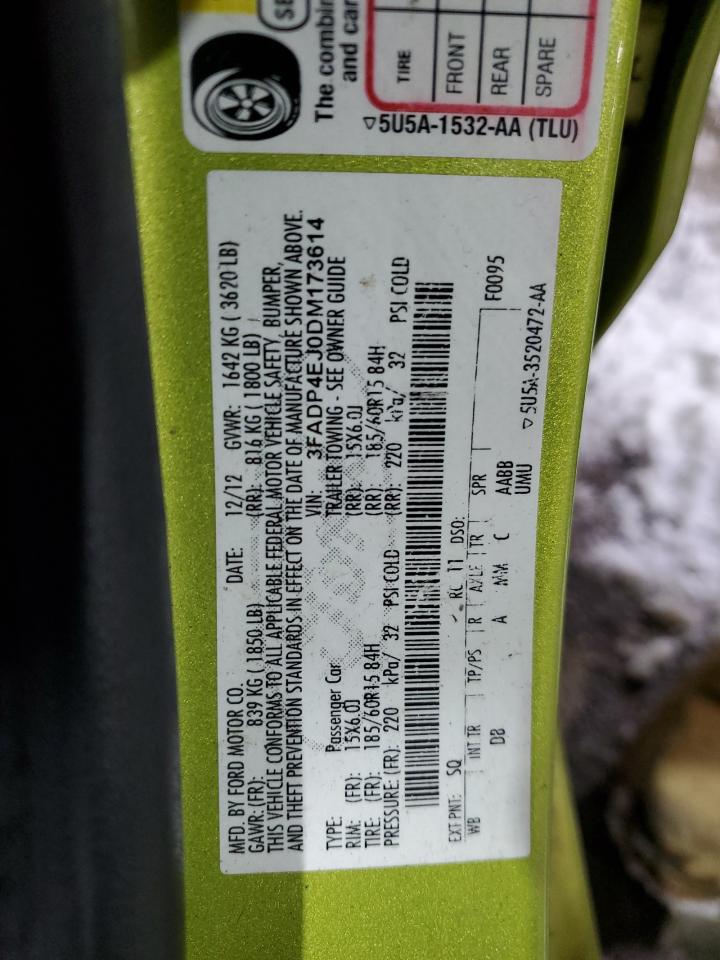 SE
The combin
and car
TIRE
FRONT
REAR
SPARE
▽5U5A-1532-AA (TLU)
MFD. BY FORD MOTOR CO.
DATE: 12/12 GVWR: 1642 KG ( 3620 LB)
GAWR: (FR): 839 KG ( 1850 LB) (RR): 816 KG ( 1800 LB)
THIS VEHICLE CONFORMS TO ALL APPLICABLE FEDERAL MOTOR VEHICLE SAFETY, BUMPER,
AND THEFT PREVENTION STANDARDS IN EFFECT ON THE DATE OF MANUFACTURE SHOWN ABOVE.
VIN: 3FADP4EJ0DM173614
TYPE: Passenger Car TRAILER TOWING - SEE OWNER GUIDE
RIM: (FR): 15X6.0J (RR): 15X6.0J
TIRE: (FR): 185/60R15 84H (RR): 185/60R15 84H
PRESSURE: (FR): 220 kPa/ 32 PSI COLD (RR): 220 kPa/ 32 PSI COLD
EXT PNT: SQ RC 11 DSO: F0095
WB INT TR TP/PS R AXLE TR SPR
DB A MM C AABB
UMU
▽5U5A-3520472-AA